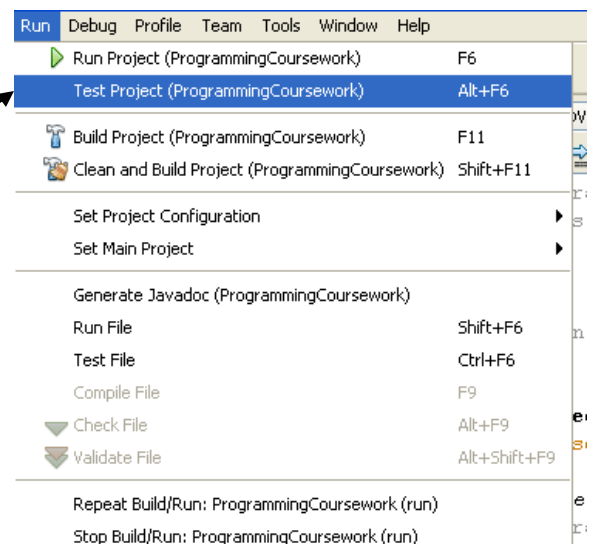 Run Debug Profile Team Tools Window Help
Run Project (ProgrammingCoursework) F6
Test Project (ProgrammingCoursework) Alt+F6
Build Project (ProgrammingCoursework) F11
Clean and Build Project (ProgrammingCoursework) Shift+F11
Set Project Configuration
Set Main Project
Generate Javadoc (ProgrammingCoursework)
Run File Shift+F6
Test File Ctrl+F6
Compile File F9
Check File Alt+F9
Validate File Alt+Shift+F9
Repeat Build/Run: ProgrammingCoursework (run)
Stop Build/Run: ProgrammingCoursework (run)